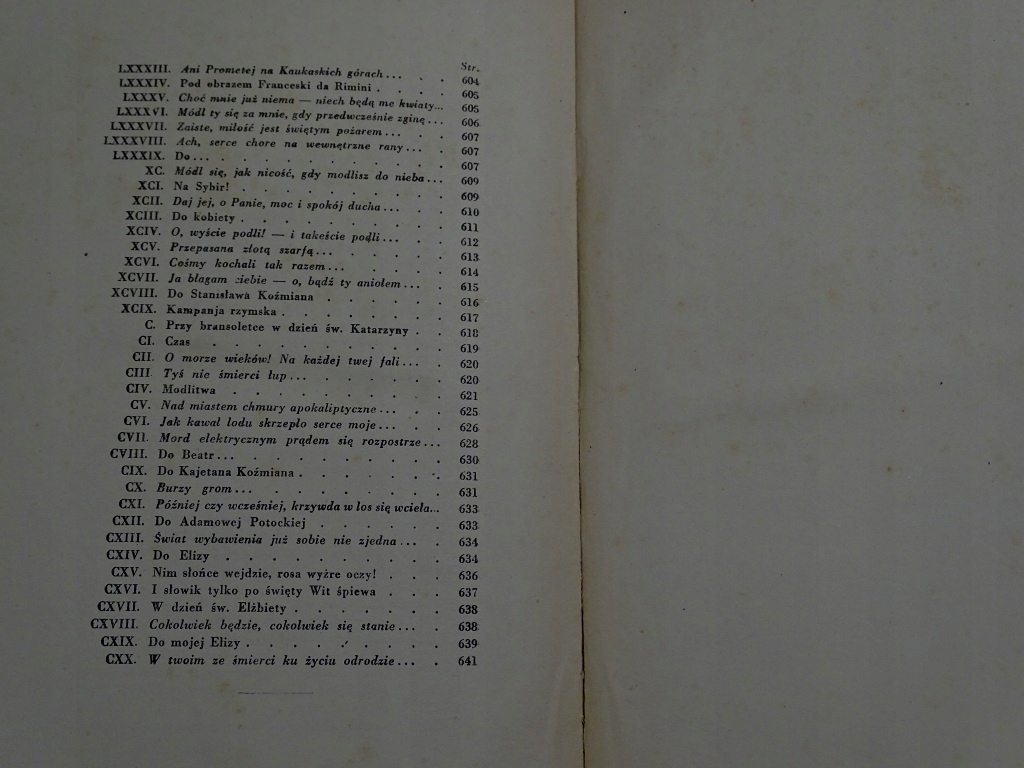 Str.
LXXXIII. Ani Prometej na Kaukaskich górach... . . 604
LXXXIV. Pod obrazem Franceski da Rimini . . . . 605
LXXXV. Choć mnie już niema — niech będą me kwiaty... 605
LXXXVI. Módl ty się za mnie, gdy przedwcześnie zginę... 606
LXXXVII. Zaiste, miłość jest świętym pożarem... . . 607
LXXXVIII. Ach, serce chore na wewnętrzne rany... . . 607
LXXXIX. Do... . . . . . . . . . . . 607
XC. Módl się, jak nicość, gdy modlisz do nieba... 609
XCI. Na Sybir! . . . . . . . . . 609
XCII. Daj jej, o Panie, moc i spokój ducha... . . 610
XCIII. Do kobiety . . . . . . . . . 611
XCIV. O, wyście podli! — i takeście podli... . . 612
XCV. Przepasana złotą szarfą... . . . . . 613
XCVI. Cośmy kochali tak razem... . . . . 614
XCVII. Ja błagam ciebie — o, bądź ty aniołem... . 615
XCVIII. Do Stanisława Koźmiana . . . . . . 616
XCIX. Kampanja rzymska . . . . . . . . 617
C. Przy bransoletce w dzień św. Katarzyny . . 618
CI. Czas . . . . . . . . . . 619
CII. O morze wieków! Na każdej twej fali... . 620
CIII. Tyś nie śmierci łup... . . . . . . 620
CIV. Modlitwa . . . . . . . . . 621
CV. Nad miastem chmury apokaliptyczne... . . 625
CVI. Jak kawał lodu skrzepło serce moje... . . 626
CVII. Mord elektrycznym prądem się rozpostrze... 628
CVIII. Do Beatr... . . . . . . . . . 630
CIX. Do Kajetana Koźmiana . . . . . . . 631
CX. Burzy grom... . . . . . . . . 631
CXI. Później czy wcześniej, krzywda w los się wciela... 633
CXII. Do Adamowej Potockiej . . . . . . 633
CXIII. Świat wybawienia już sobie nie zjedna... . 634
CXIV. Do Elizy . . . . . . . . . 634
CXV. Nim słońce wejdzie, rosa wyżre oczy! . . . 636
CXVI. I słowik tylko po święty Wit śpiewa . . . 637
CXVII. W dzień św. Elżbiety . . . . . . . 638
CXVIII. Cokolwiek będzie, cokolwiek się stanie... . 638
CXIX. Do mojej Elizy . . . . . . . . . 639
CXX. W twoim ze śmierci ku życiu odrodzie... . 641